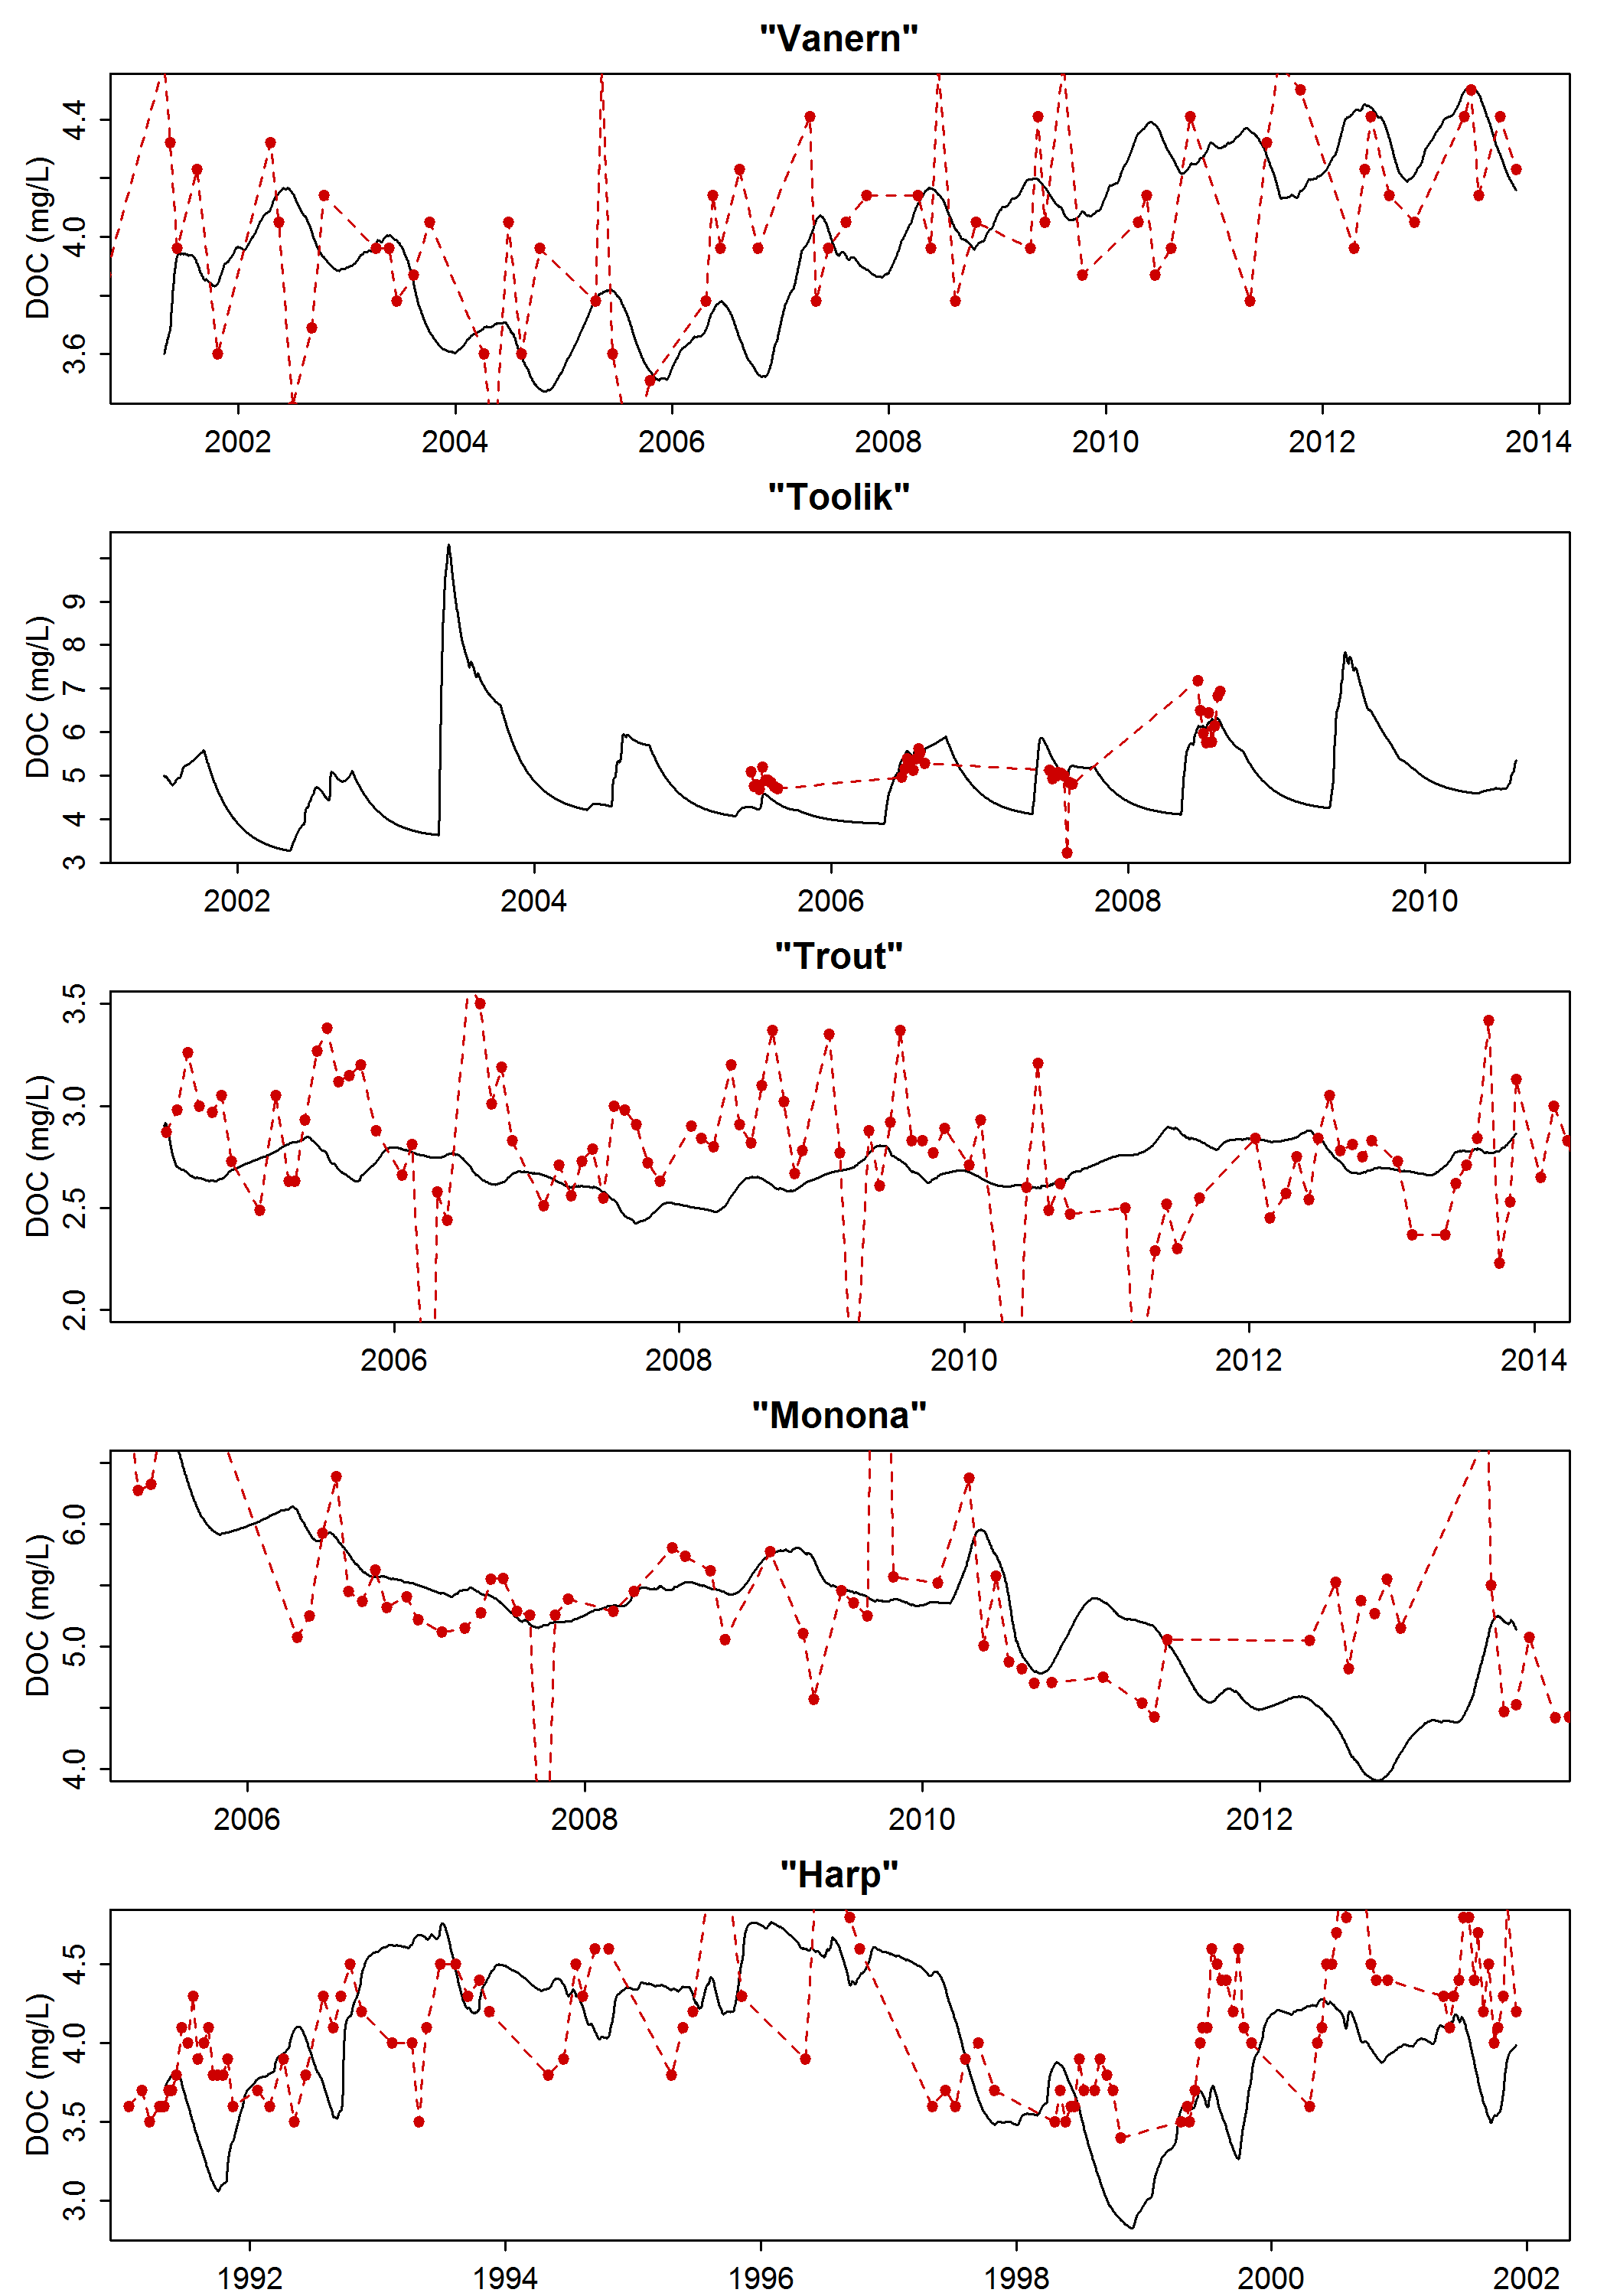 "Vanern"
DOC (mg/L)
3.6 4.0 4.4
2002 2004 2006 2008 2010 2012 2014
"Toolik"
DOC (mg/L)
3 4 5 6 7 8 9
2002 2004 2006 2008 2010
"Trout"
DOC (mg/L)
2.0 2.5 3.0 3.5
2006 2008 2010 2012 2014
"Monona"
DOC (mg/L)
4.0 5.0 6.0
2006 2008 2010 2012
"Harp"
DOC (mg/L)
3.0 3.5 4.0 4.5
1992 1994 1996 1998 2000 2002